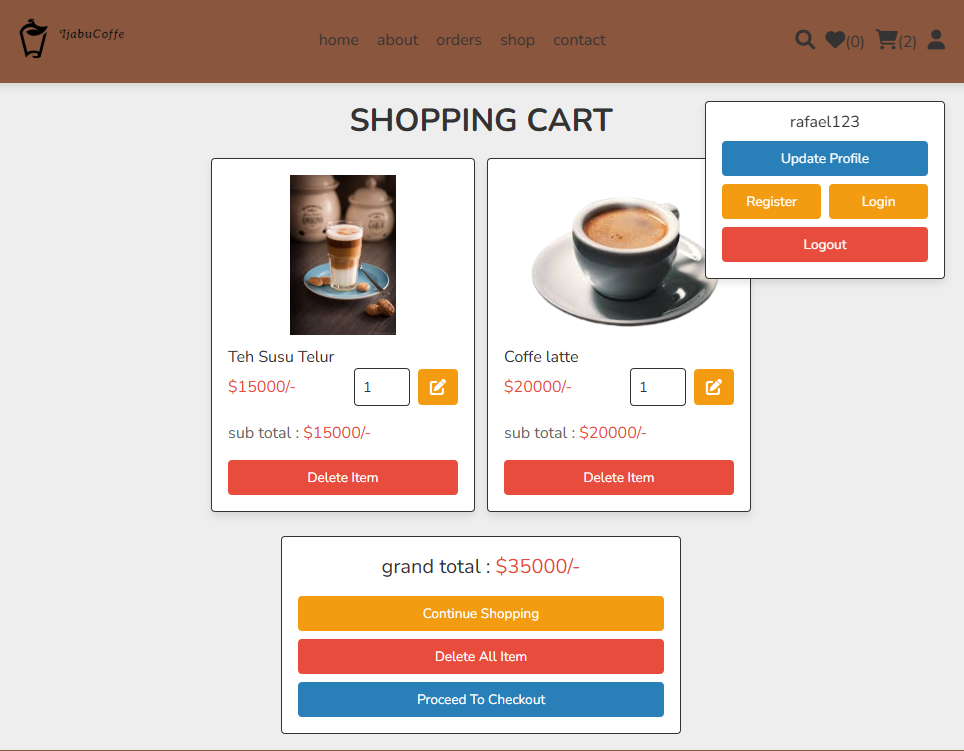 IjabuCoffe
home about orders shop contact
(0) (2)
SHOPPING CART
rafael123
Update Profile
Register Login
Logout
Teh Susu Telur
$15000/-
1
sub total : $15000/-
Delete Item
Coffe latte
$20000/-
1
sub total : $20000/-
Delete Item
grand total : $35000/-
Continue Shopping
Delete All Item
Proceed To Checkout